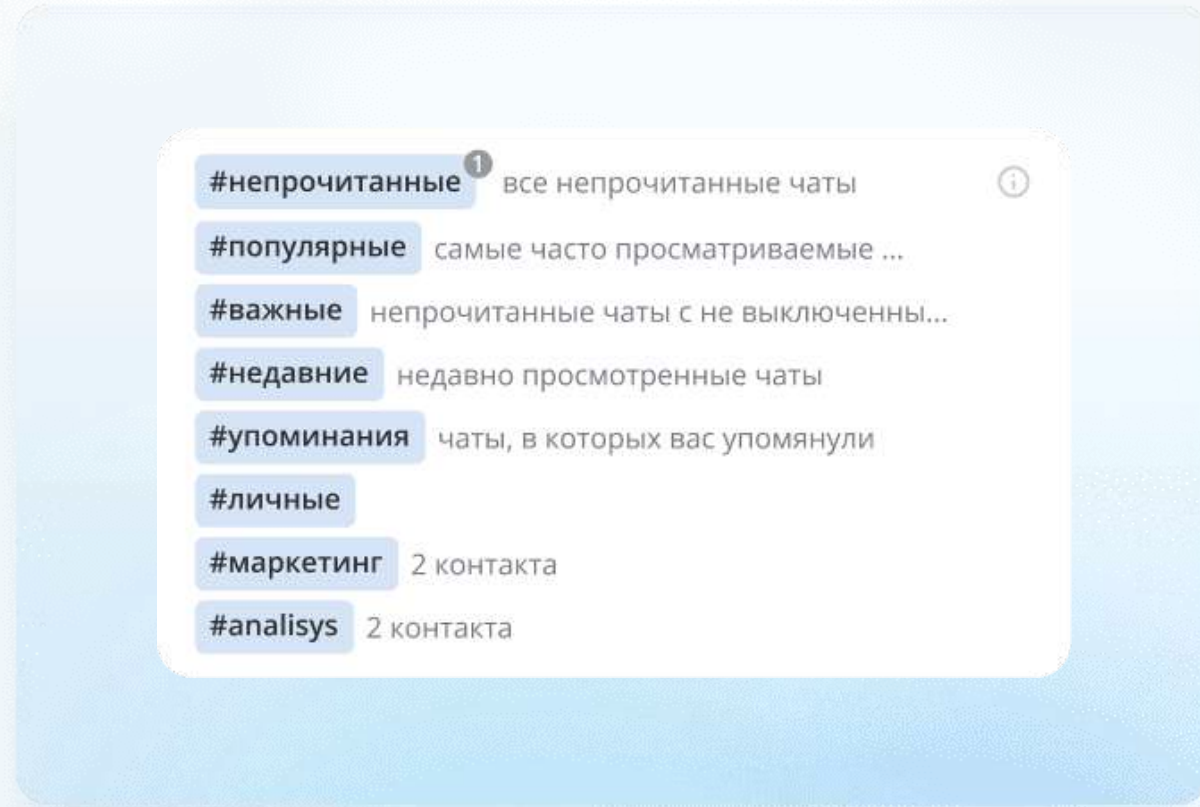 #непрочитанные 1 все непрочитанные чаты
#популярные самые часто просматриваемые ...
#важные непрочитанные чаты с не выключенны...
#недавние недавно просмотренные чаты
#упоминания чаты, в которых вас упомянули
#личные
#маркетинг 2 контакта
#analisys 2 контакта